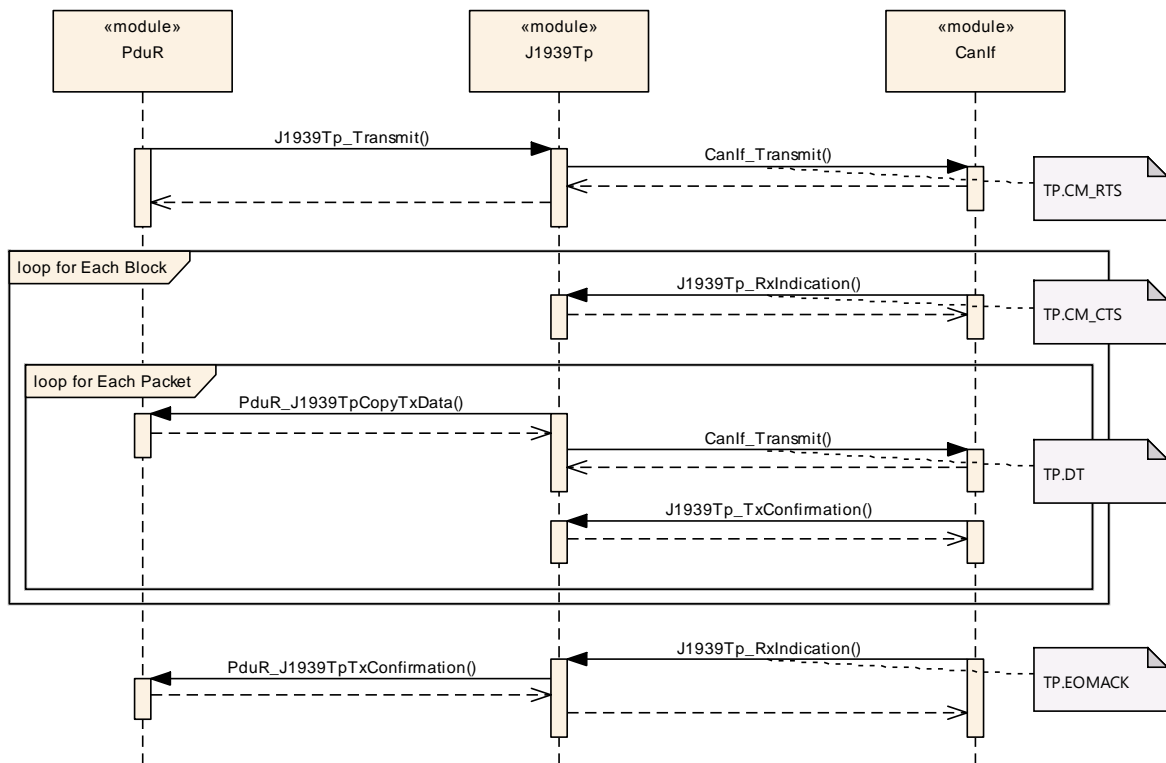 «module»
PduR
«module»
J1939Tp
«module»
CanIf
J1939Tp_Transmit()
CanIf_Transmit()
TP.CM_RTS
loop for Each Block
J1939Tp_RxIndication()
TP.CM_CTS
loop for Each Packet
PduR_J1939TpCopyTxData()
CanIf_Transmit()
TP.DT
J1939Tp_TxConfirmation()
J1939Tp_RxIndication()
PduR_J1939TpTxConfirmation()
TP.EOMACK